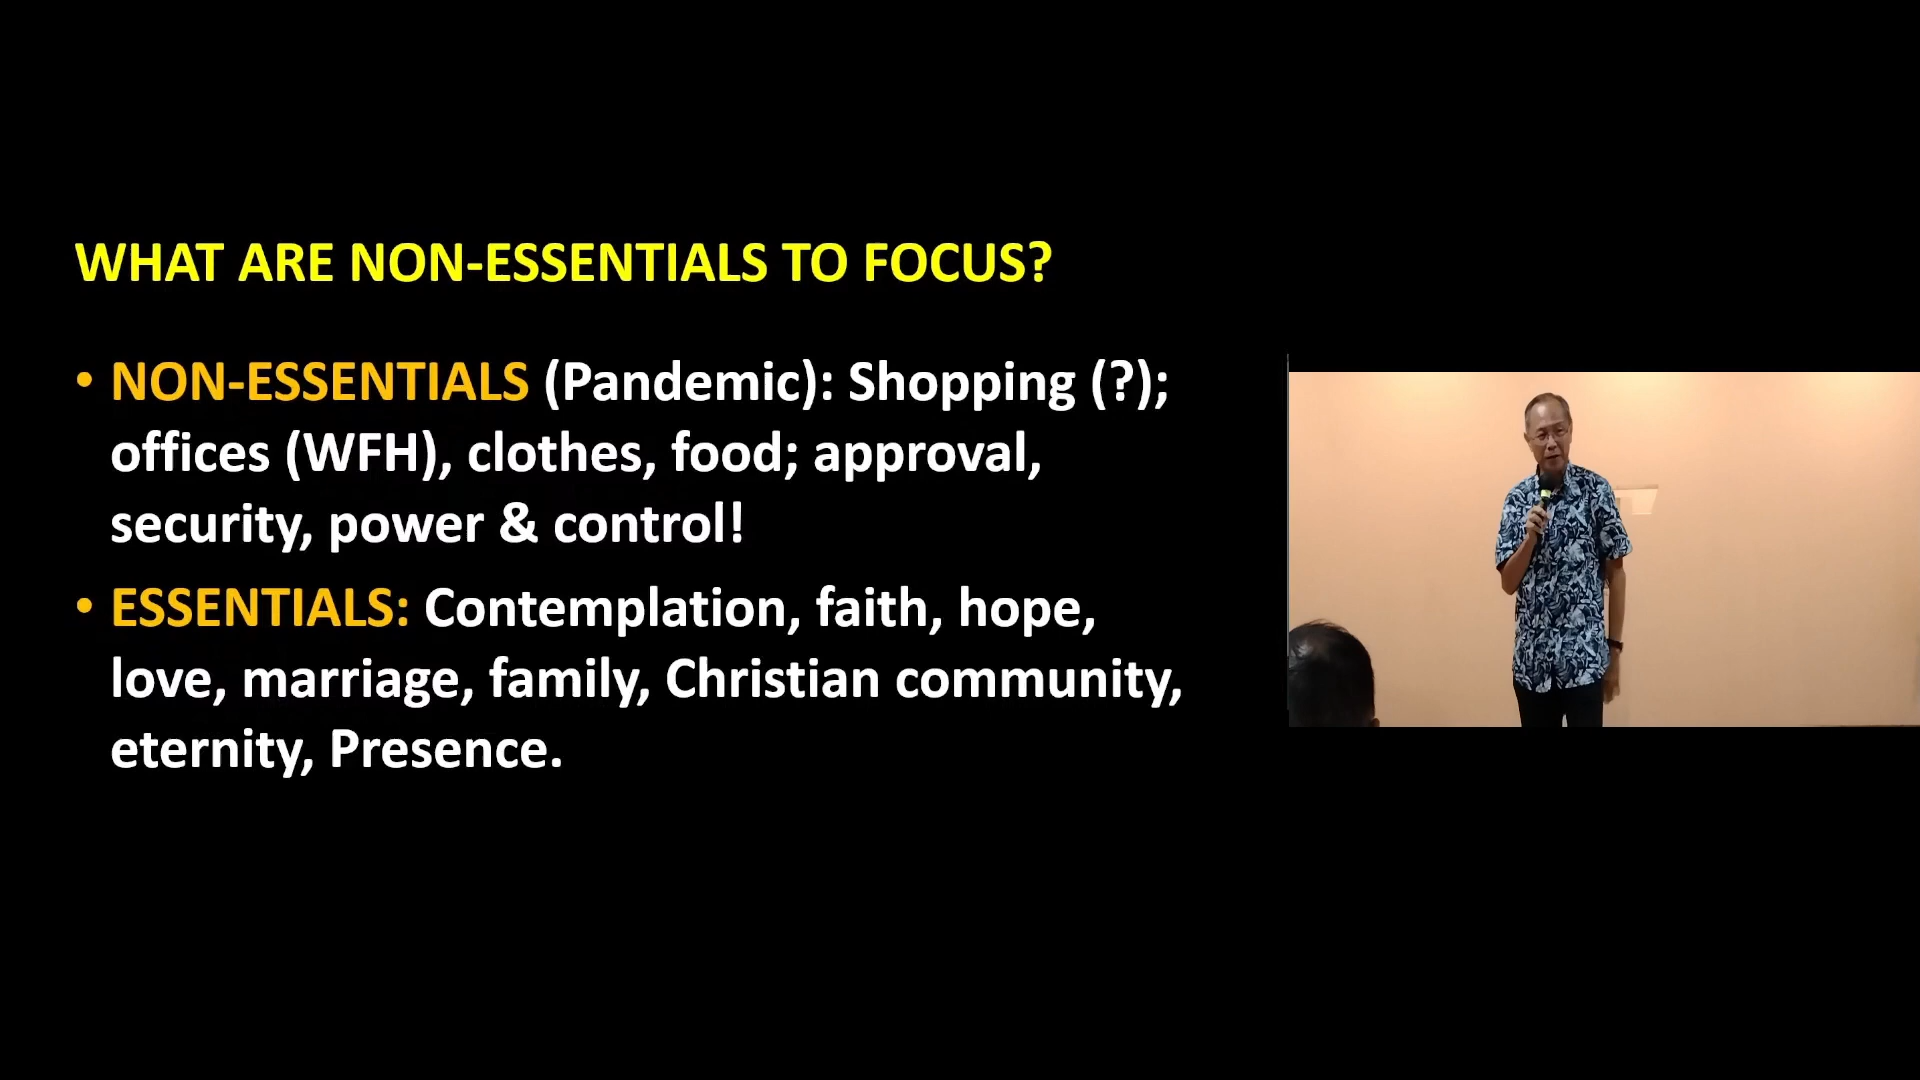 WHAT ARE NON-ESSENTIALS TO FOCUS?
• NON-ESSENTIALS (Pandemic): Shopping (?);
offices (WFH), clothes, food; approval,
security, power & control!
• ESSENTIALS: Contemplation, faith, hope,
love, marriage, family, Christian community,
eternity, Presence.